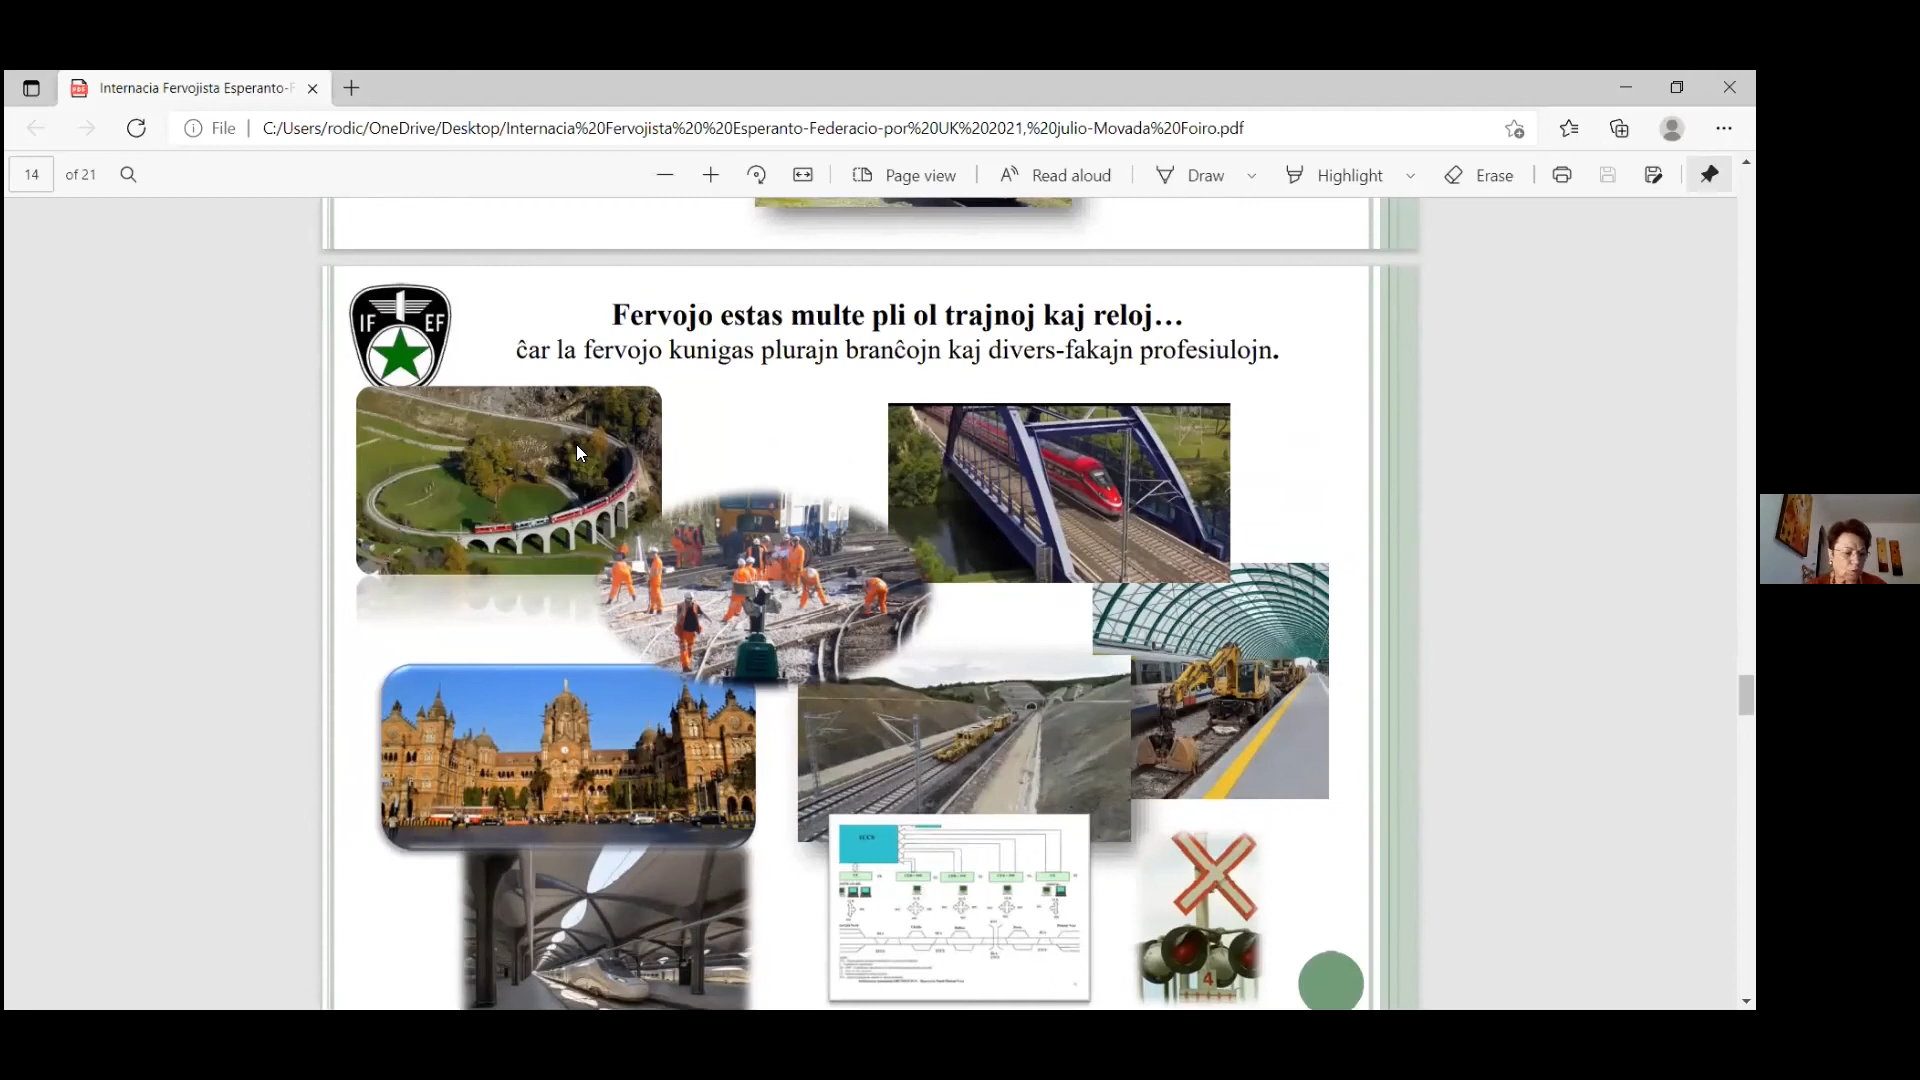 Internacia Fervojista Esperanto-F
File
C:/Users/rodic/OneDrive/Desktop/Internacia%20Fervojista%20%20Esperanto-Federacio-por%20UK%202021,%20julio-Movada%20Foiro.pdf
14 of 21
Page view
Read aloud
Draw
Highlight
Erase
IF EF
Fervojo estas multe pli ol trajnoj kaj reloj…
ĉar la fervojo kunigas plurajn branĉojn kaj divers-fakajn profesiulojn.
4